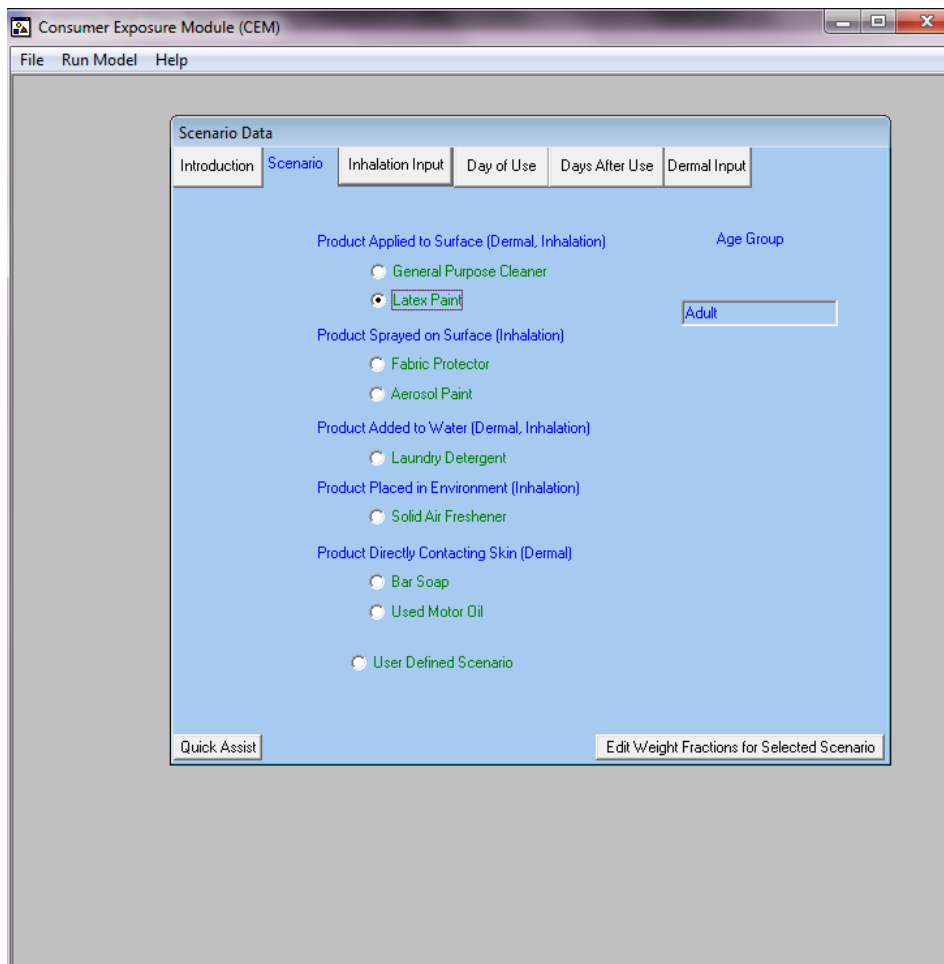 Consumer Exposure Module (CEM)
File Run Model Help
Scenario Data
Introduction Scenario Inhalation Input Day of Use Days After Use Dermal Input
Product Applied to Surface (Dermal, Inhalation)
Age Group
General Purpose Cleaner
Latex Paint
Adult
Product Sprayed on Surface (Inhalation)
Fabric Protector
Aerosol Paint
Product Added to Water (Dermal, Inhalation)
Laundry Detergent
Product Placed in Environment (Inhalation)
Solid Air Freshener
Product Directly Contacting Skin (Dermal)
Bar Soap
Used Motor Oil
User Defined Scenario
Quick Assist
Edit Weight Fractions for Selected Scenario